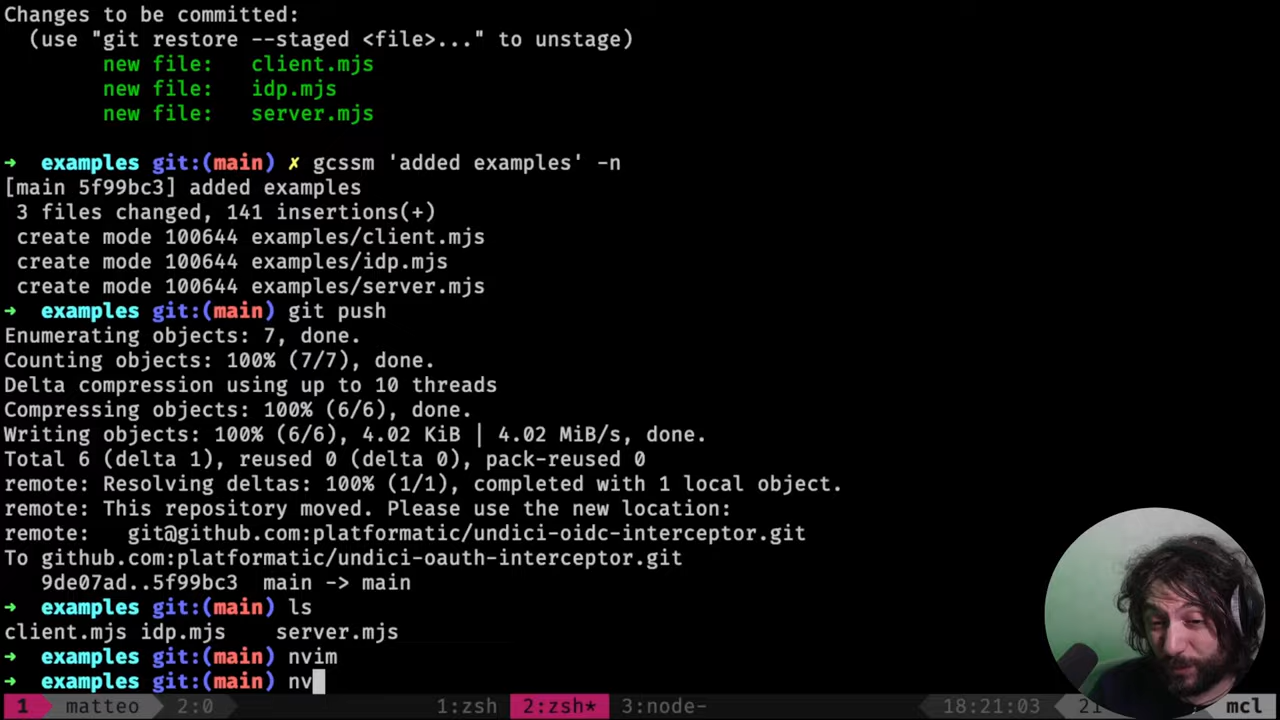 Changes to be committed:
  (use "git restore --staged <file>..." to unstage)
        new file:   client.mjs
        new file:   idp.mjs
        new file:   server.mjs
➜  examples git:(main) ✗ gcssm 'added examples' -n
[main 5f99bc3] added examples
 3 files changed, 141 insertions(+)
 create mode 100644 examples/client.mjs
 create mode 100644 examples/idp.mjs
 create mode 100644 examples/server.mjs
➜  examples git:(main) git push
Enumerating objects: 7, done.
Counting objects: 100% (7/7), done.
Delta compression using up to 10 threads
Compressing objects: 100% (6/6), done.
Writing objects: 100% (6/6), 4.02 KiB | 4.02 MiB/s, done.
Total 6 (delta 1), reused 0 (delta 0), pack-reused 0
remote: Resolving deltas: 100% (1/1), completed with 1 local object.
remote: This repository moved. Please use the new location:
remote:   git@github.com:platformatic/undici-oidc-interceptor.git
To github.com:platformatic/undici-oauth-interceptor.git
   9de07ad..5f99bc3  main -> main
➜  examples git:(main) ls
client.mjs idp.mjs    server.mjs
➜  examples git:(main) nvim
➜  examples git:(main) nv
1 matteo 2:0 1:zsh 2:zsh* 3:node- 18:21:03 21 mcl